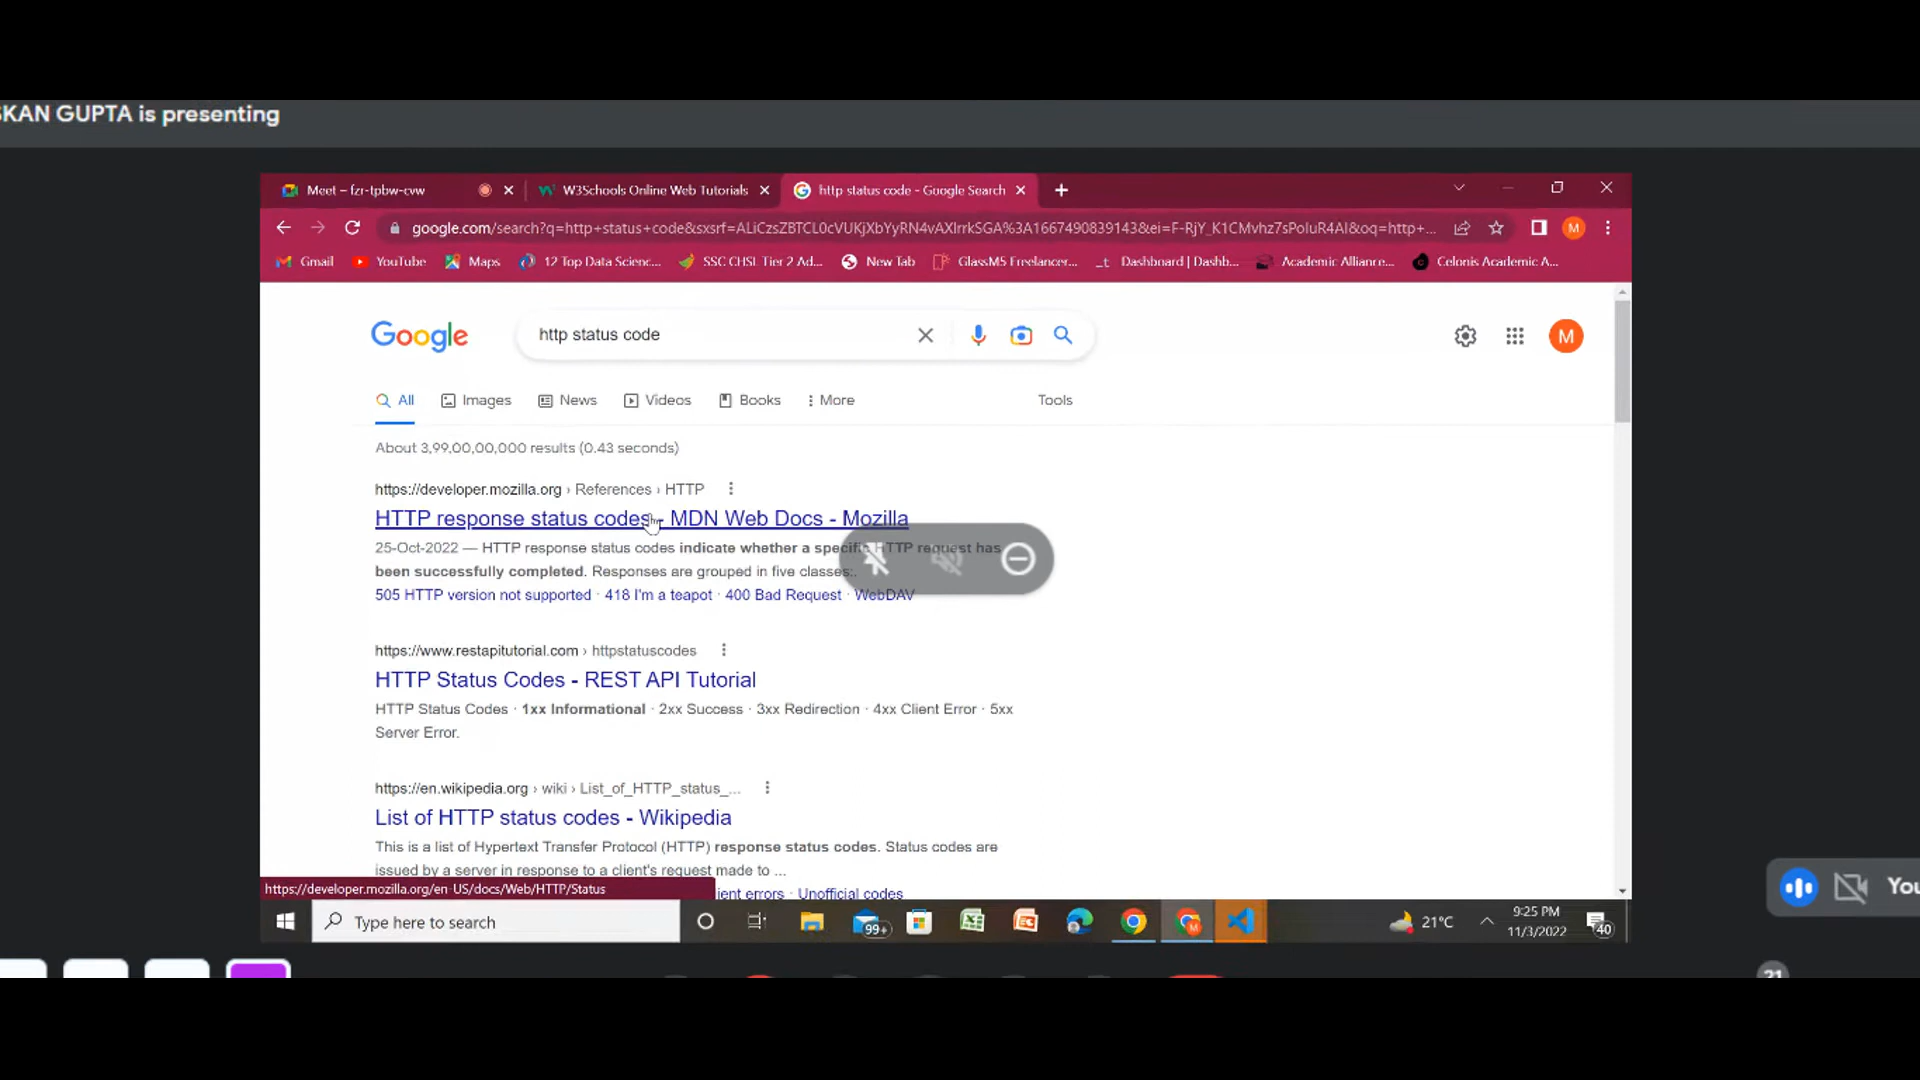 SKAN GUPTA is presenting
Meet – fzr-tpbw-cvw
W3Schools Online Web Tutorials
http status code - Google Search
google.com/search?q=http+status+code&sxsrf=ALiCzsZBTCL0cVUKjXbYyRN4vAXIrrkSGA%3A1667490839143&ei=F-RjY_K1CMvhz7sPoIuR4AI&oq=http+...
Gmail
YouTube
Maps
12 Top Data Scienc...
SSC CHSL Tier 2 Ad...
New Tab
GlassM5 Freelancer...
Dashboard | Dashb...
Academic Alliance...
Celonis Academic A...
Google
http status code
M
All
Images
News
Videos
Books
More
Tools
About 3,99,00,00,000 results (0.43 seconds)
https://developer.mozilla.org › References › HTTP
HTTP response status codes - MDN Web Docs - Mozilla
25-Oct-2022 — HTTP response status codes indicate whether a specific HTTP request has
been successfully completed. Responses are grouped in five classes:.
505 HTTP version not supported · 418 I'm a teapot · 400 Bad Request · WebDAV
https://www.restapitutorial.com › httpstatuscodes
HTTP Status Codes - REST API Tutorial
HTTP Status Codes · 1xx Informational · 2xx Success · 3xx Redirection · 4xx Client Error · 5xx
Server Error.
https://en.wikipedia.org › wiki › List_of_HTTP_status_...
List of HTTP status codes - Wikipedia
This is a list of Hypertext Transfer Protocol (HTTP) response status codes. Status codes are
issued by a server in response to a client's request made to ...
https://developer.mozilla.org/en-US/docs/Web/HTTP/Status
ient errors · Unofficial codes
You
Type here to search
99+
21°C
9:25 PM
11/3/2022
40
21